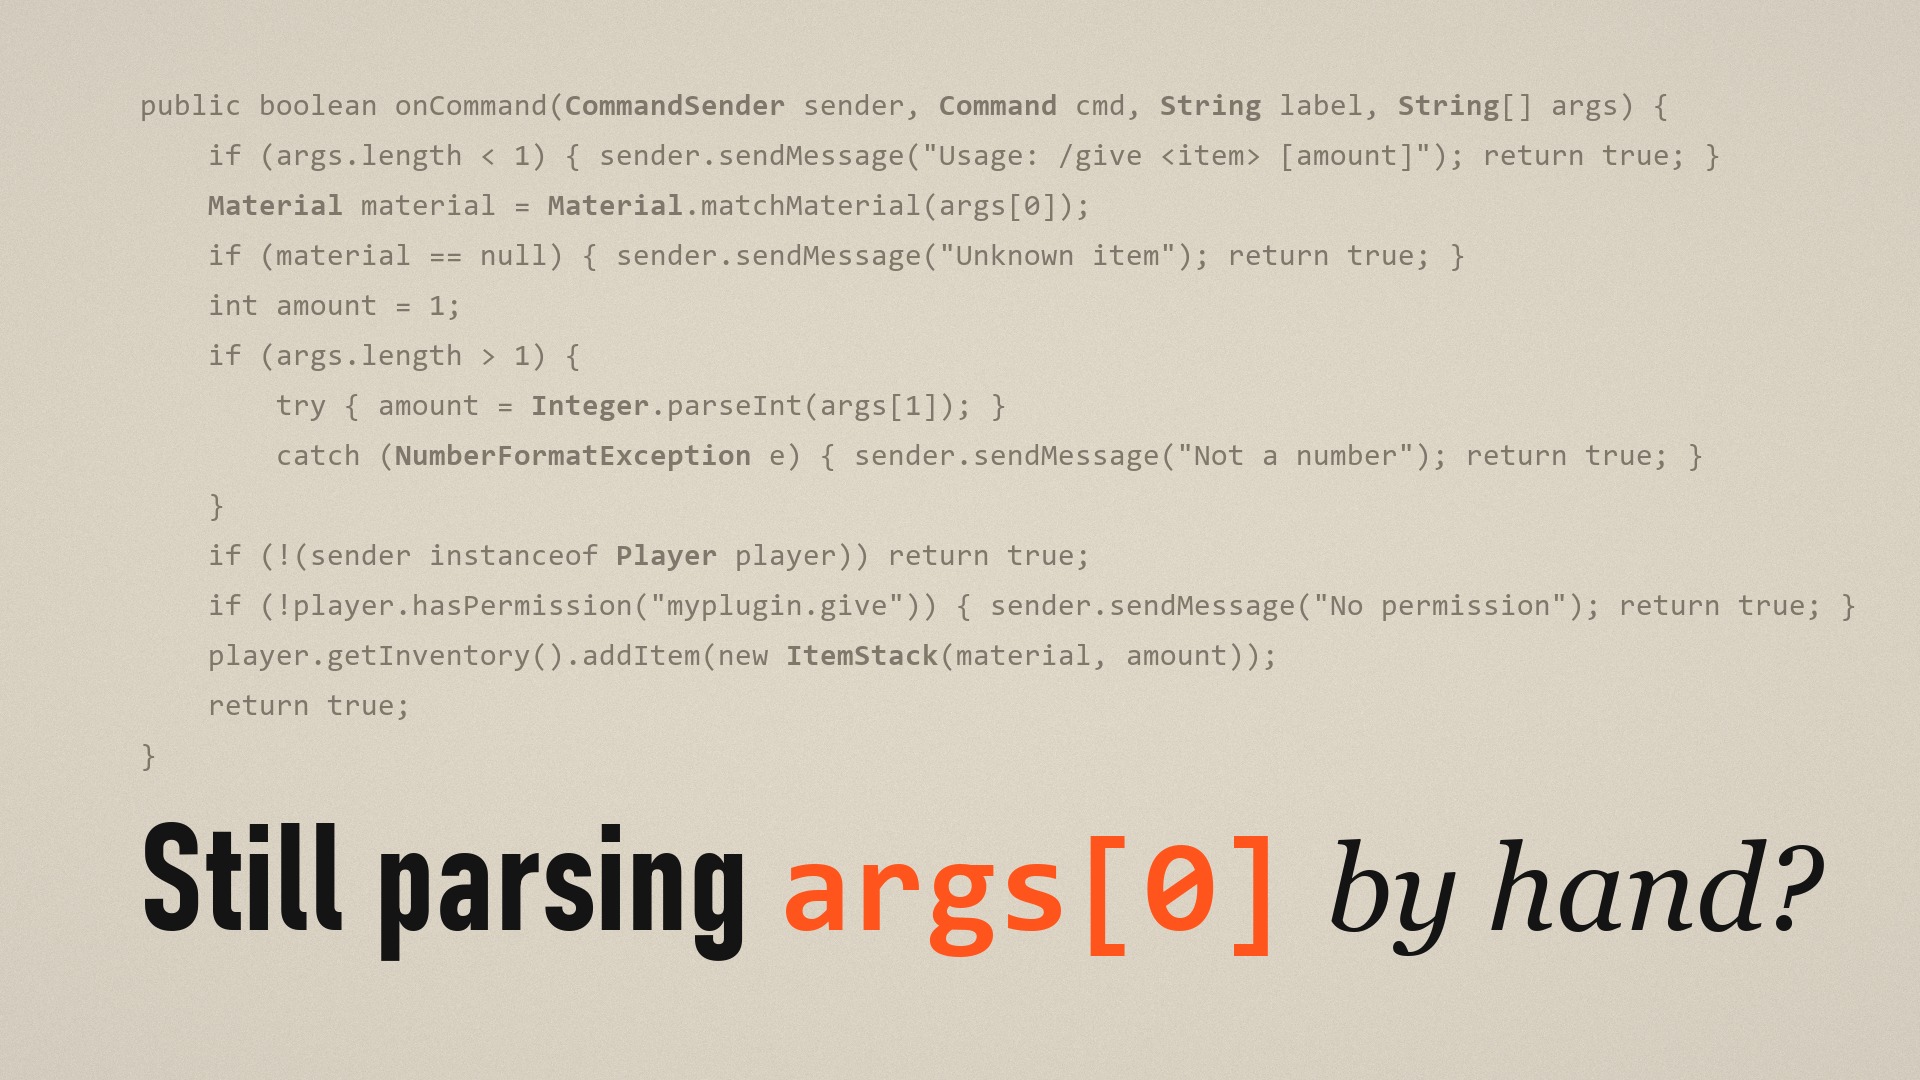 public boolean onCommand(CommandSender sender, Command cmd, String label, String[] args) {
    if (args.length < 1) { sender.sendMessage("Usage: /give <item> [amount]"); return true; }
    Material material = Material.matchMaterial(args[0]);
    if (material == null) { sender.sendMessage("Unknown item"); return true; }
    int amount = 1;
    if (args.length > 1) {
        try { amount = Integer.parseInt(args[1]); }
        catch (NumberFormatException e) { sender.sendMessage("Not a number"); return true; }
    }
    if (!(sender instanceof Player player)) return true;
    if (!player.hasPermission("myplugin.give")) { sender.sendMessage("No permission"); return true; }
    player.getInventory().addItem(new ItemStack(material, amount));
    return true;
}
Still parsing args[0] by hand?